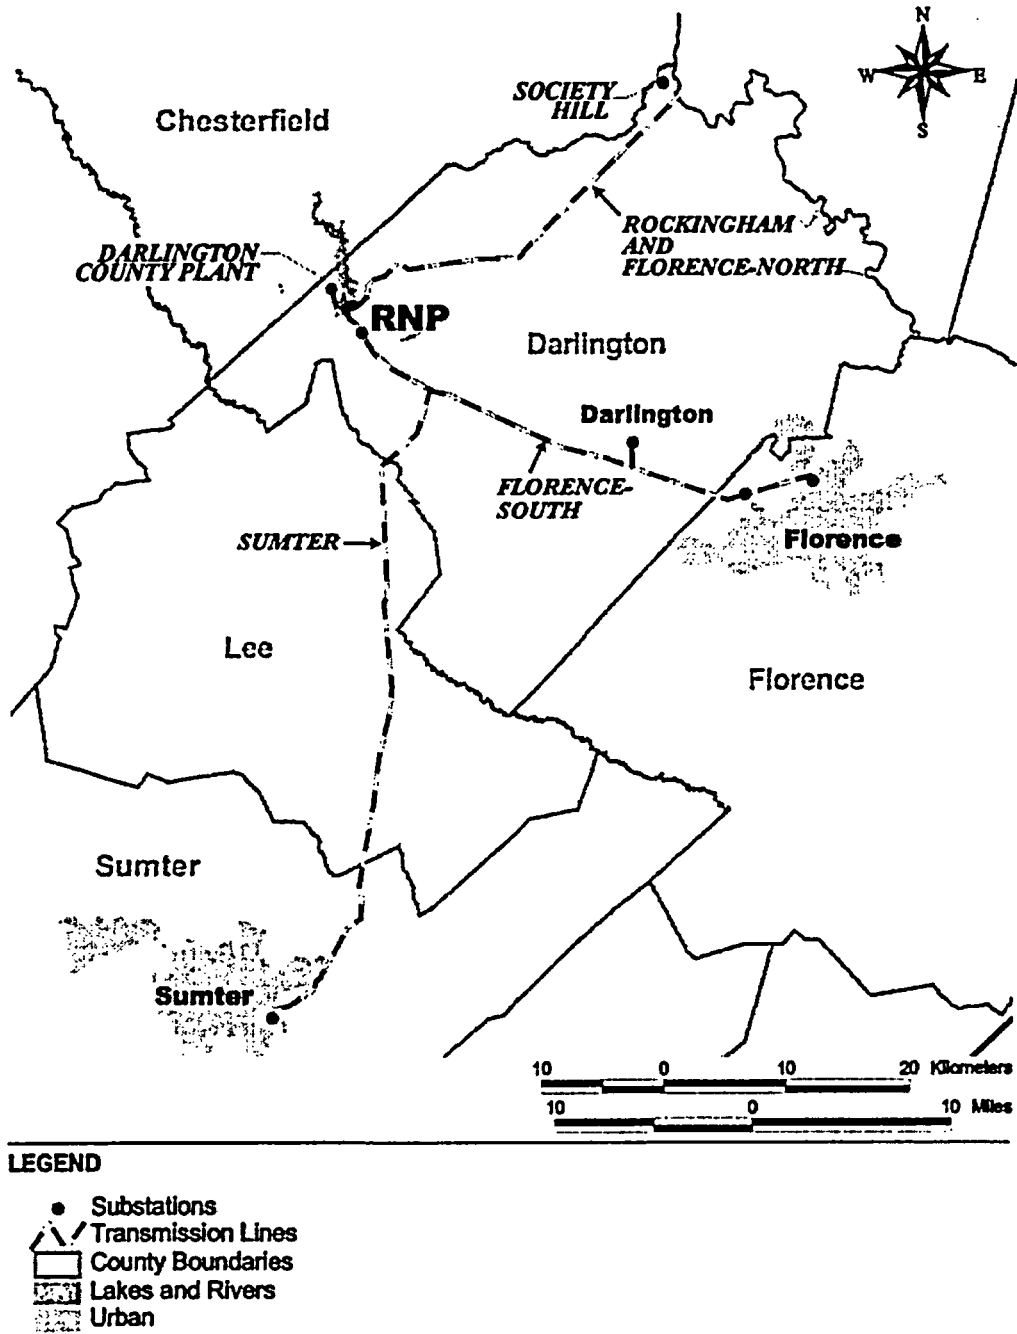 N
W E
S
SOCIETY
HILL
Chesterfield
ROCKINGHAM
AND
FLORENCE-NORTH
DARLINGTON
COUNTY PLANT
RNP
Darlington
Darlington
FLORENCE-
SOUTH
Florence
SUMTER
Lee
Florence
Sumter
Sumter
10 0 10 20 Kilometers
10 0 10 Miles
LEGEND
Substations
Transmission Lines
County Boundaries
Lakes and Rivers
Urban